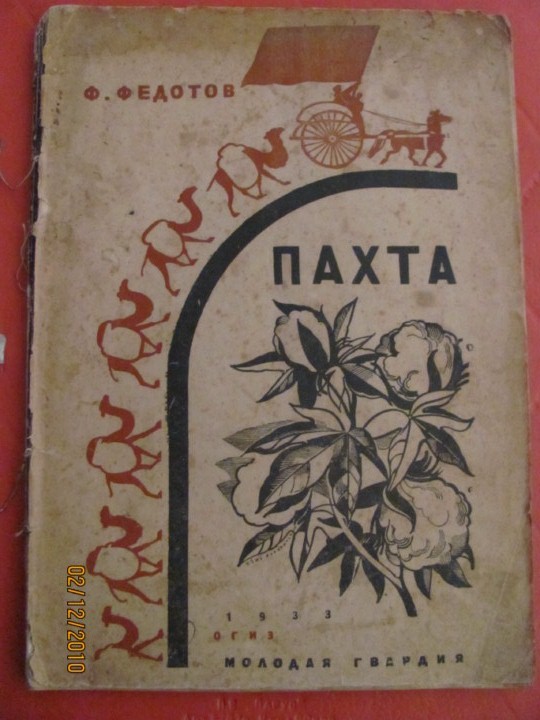 Ф. ФЕДОТОВ
ПАХТА
1933
ОГИЗ
МОЛОДАЯ ГВАРДИЯ
02/12/2010